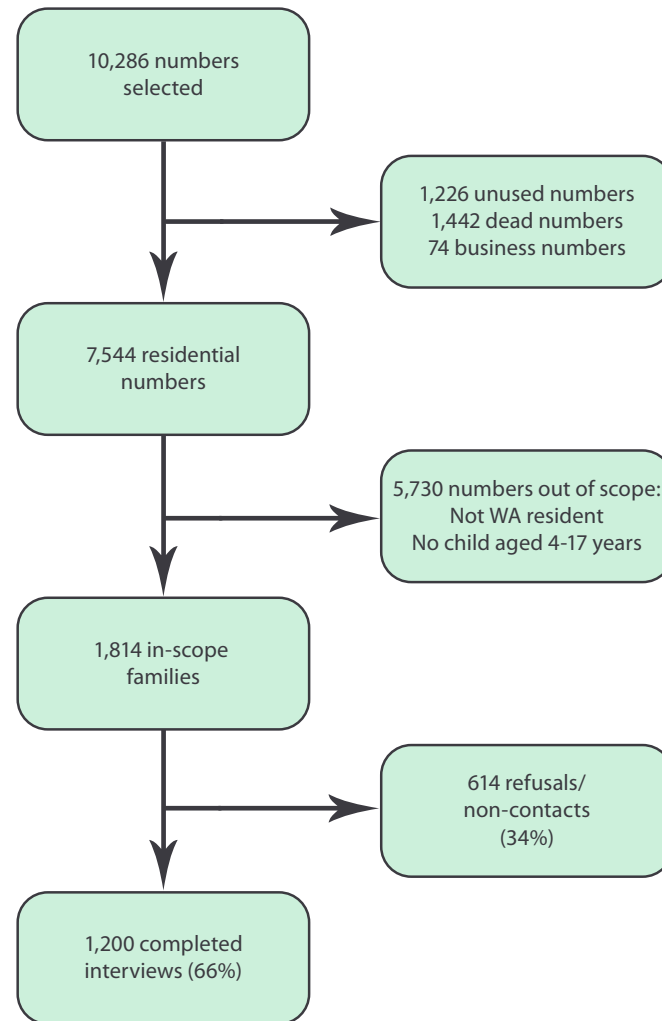 10,286 numbers
selected
1,226 unused numbers
1,442 dead numbers
74 business numbers
7,544 residential
numbers
5,730 numbers out of scope:
Not WA resident
No child aged 4-17 years
1,814 in-scope
families
614 refusals/
non-contacts
(34%)
1,200 completed
interviews (66%)